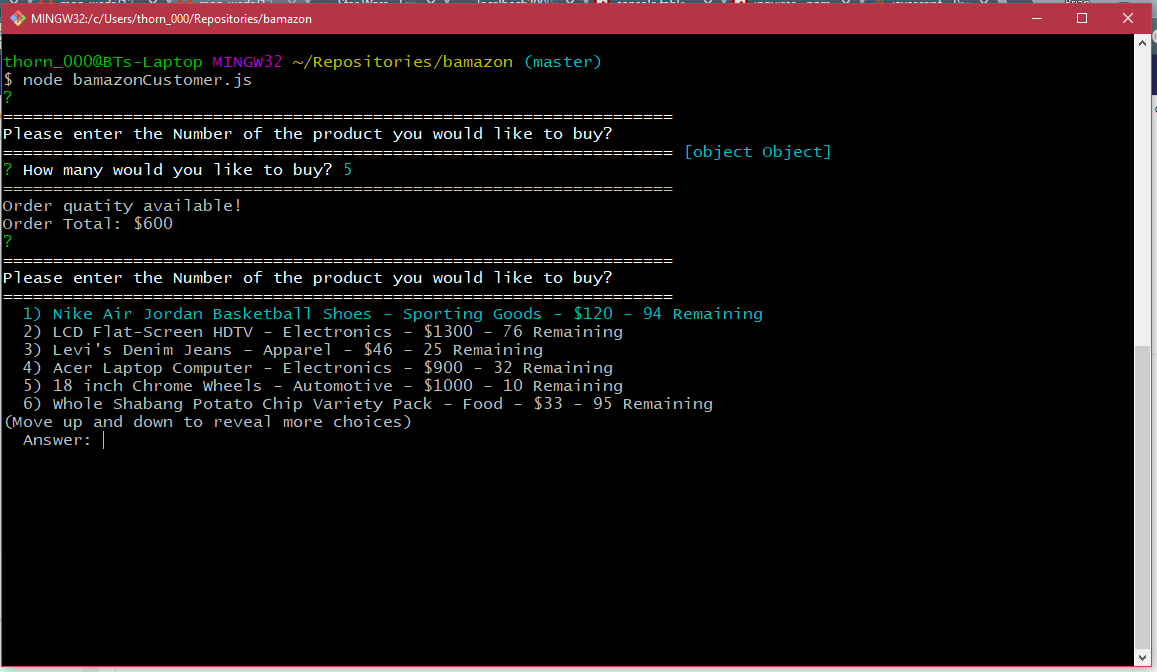 MINGW32:/c/Users/thorn_000/Repositories/bamazon
thorn_000@BTs-Laptop MINGW32 ~/Repositories/bamazon (master)
$ node bamazonCustomer.js
?
===================================================================
Please enter the Number of the product you would like to buy?
=================================================================== [object Object]
? How many would you like to buy? 5
===================================================================
Order quatity available!
Order Total: $600
?
===================================================================
Please enter the Number of the product you would like to buy?
===================================================================
1) Nike Air Jordan Basketball Shoes - Sporting Goods - $120 - 94 Remaining
2) LCD Flat-Screen HDTV - Electronics - $1300 - 76 Remaining
3) Levi's Denim Jeans - Apparel - $46 - 25 Remaining
4) Acer Laptop Computer - Electronics - $900 - 32 Remaining
5) 18 inch Chrome Wheels - Automotive - $1000 - 10 Remaining
6) Whole Shabang Potato Chip Variety Pack - Food - $33 - 95 Remaining
(Move up and down to reveal more choices)
Answer: